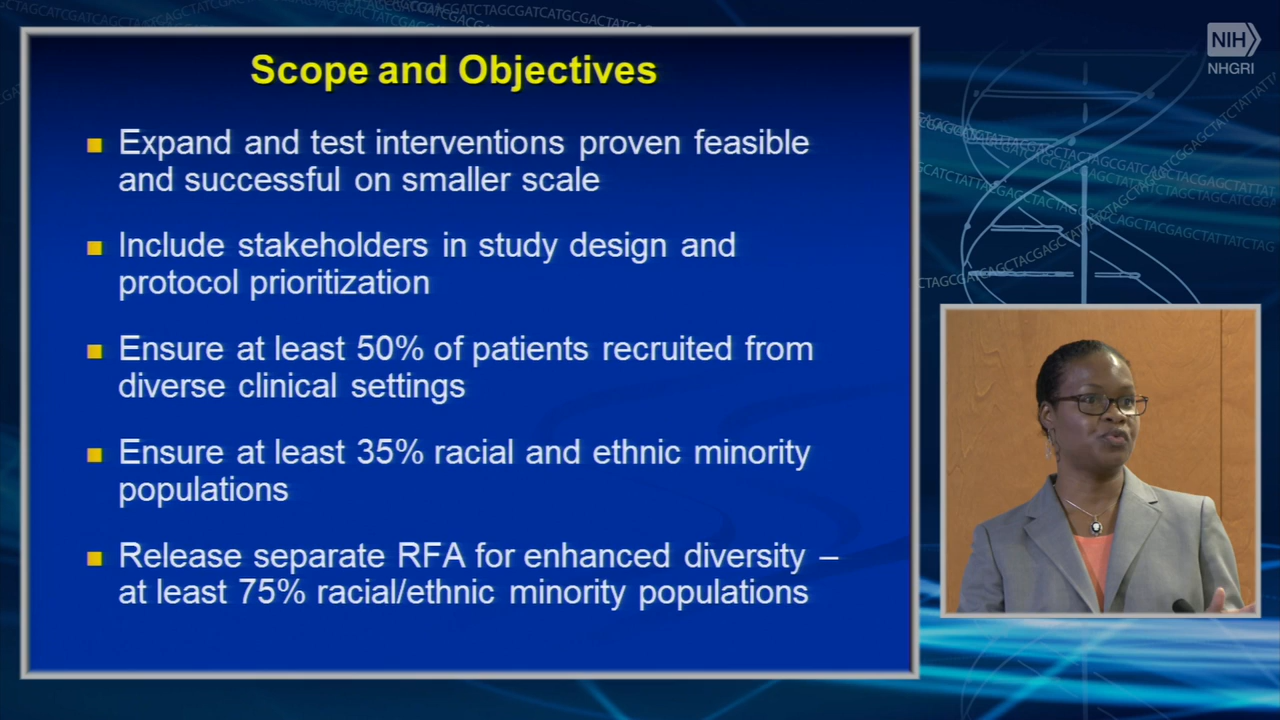 Scope and Objectives
Expand and test interventions proven feasible
and successful on smaller scale
Include stakeholders in study design and
protocol prioritization
Ensure at least 50% of patients recruited from
diverse clinical settings
Ensure at least 35% racial and ethnic minority
populations
Release separate RFA for enhanced diversity –
at least 75% racial/ethnic minority populations
NIH
NHGRI